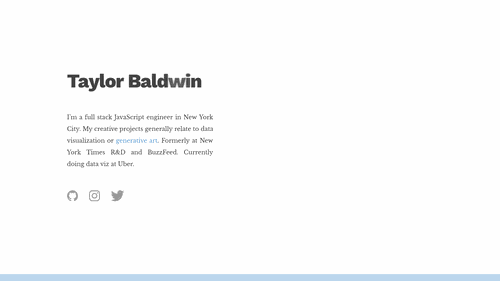 Taylor Baldwin
I'm a full stack JavaScript engineer in New York
City. My creative projects generally relate to data
visualization or generative art. Formerly at New
York Times R&D and BuzzFeed. Currently
doing data viz at Uber.